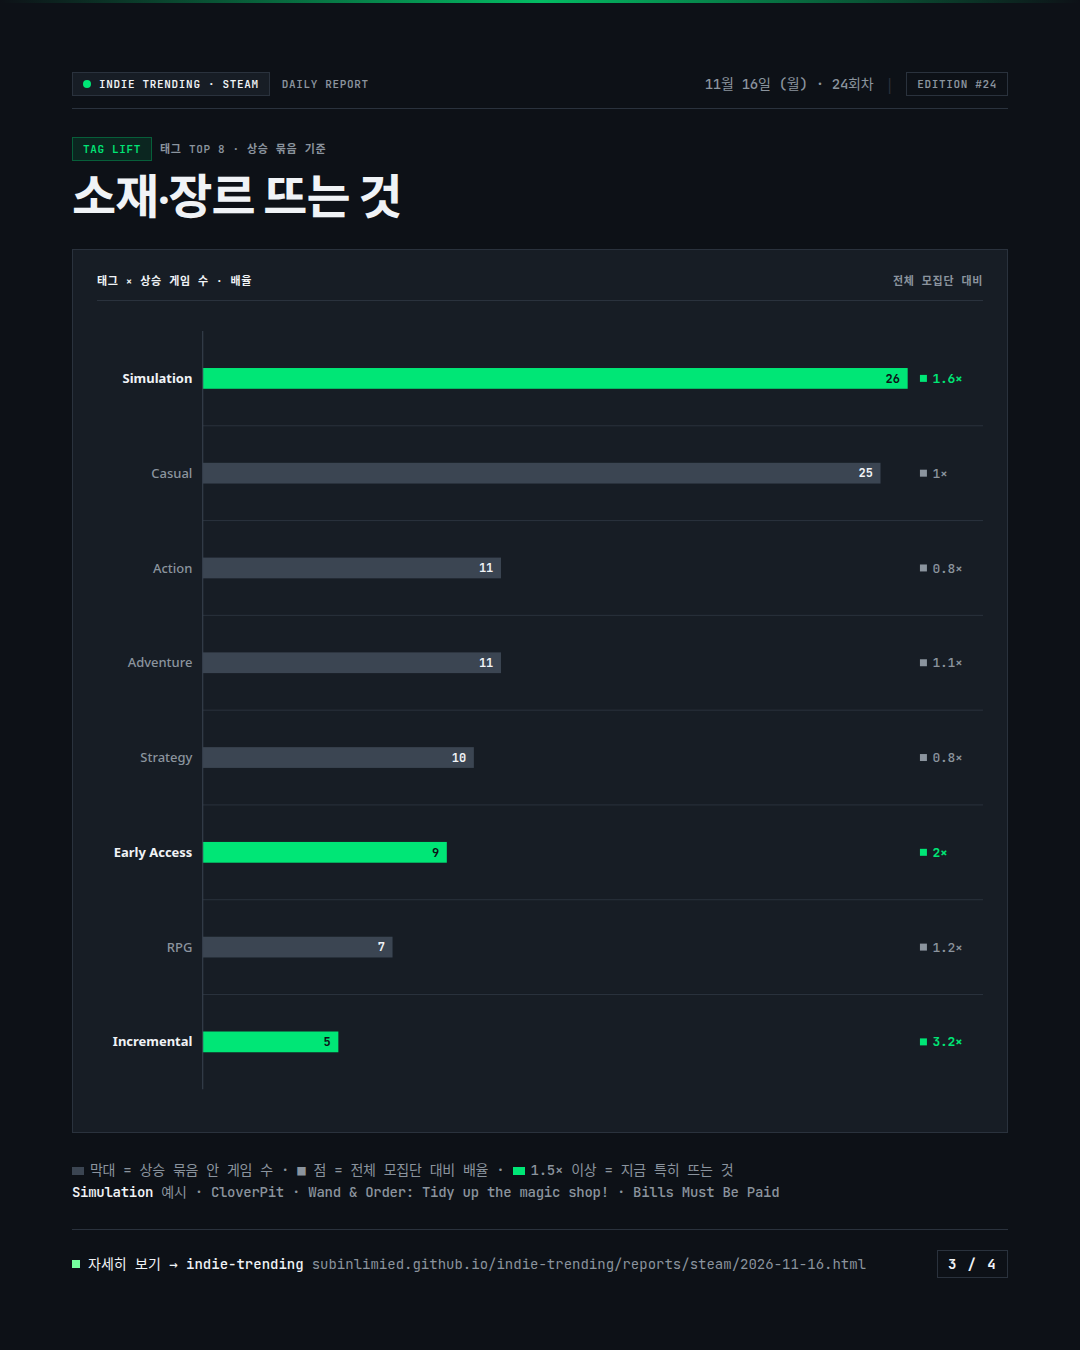 INDIE TRENDING · STEAM DAILY REPORT 11월 16일 (월) · 24회차 EDITION #24
TAG LIFT 태그 TOP 8 · 상승 묶음 기준
소재·장르 뜨는 것
태그 × 상승 게임 수 · 배율 전체 모집단 대비
Simulation 26 1.6×
Casual 25 1×
Action 11 0.8×
Adventure 11 1.1×
Strategy 10 0.8×
Early Access 9 2×
RPG 7 1.2×
Incremental 5 3.2×
막대 = 상승 묶음 안 게임 수 · 점 = 전체 모집단 대비 배율 · 1.5× 이상 = 지금 특히 뜨는 것
Simulation 예시 · CloverPit · Wand & Order: Tidy up the magic shop! · Bills Must Be Paid
자세히 보기 → indie-trending subinlimied.github.io/indie-trending/reports/steam/2026-11-16.html 3 / 4